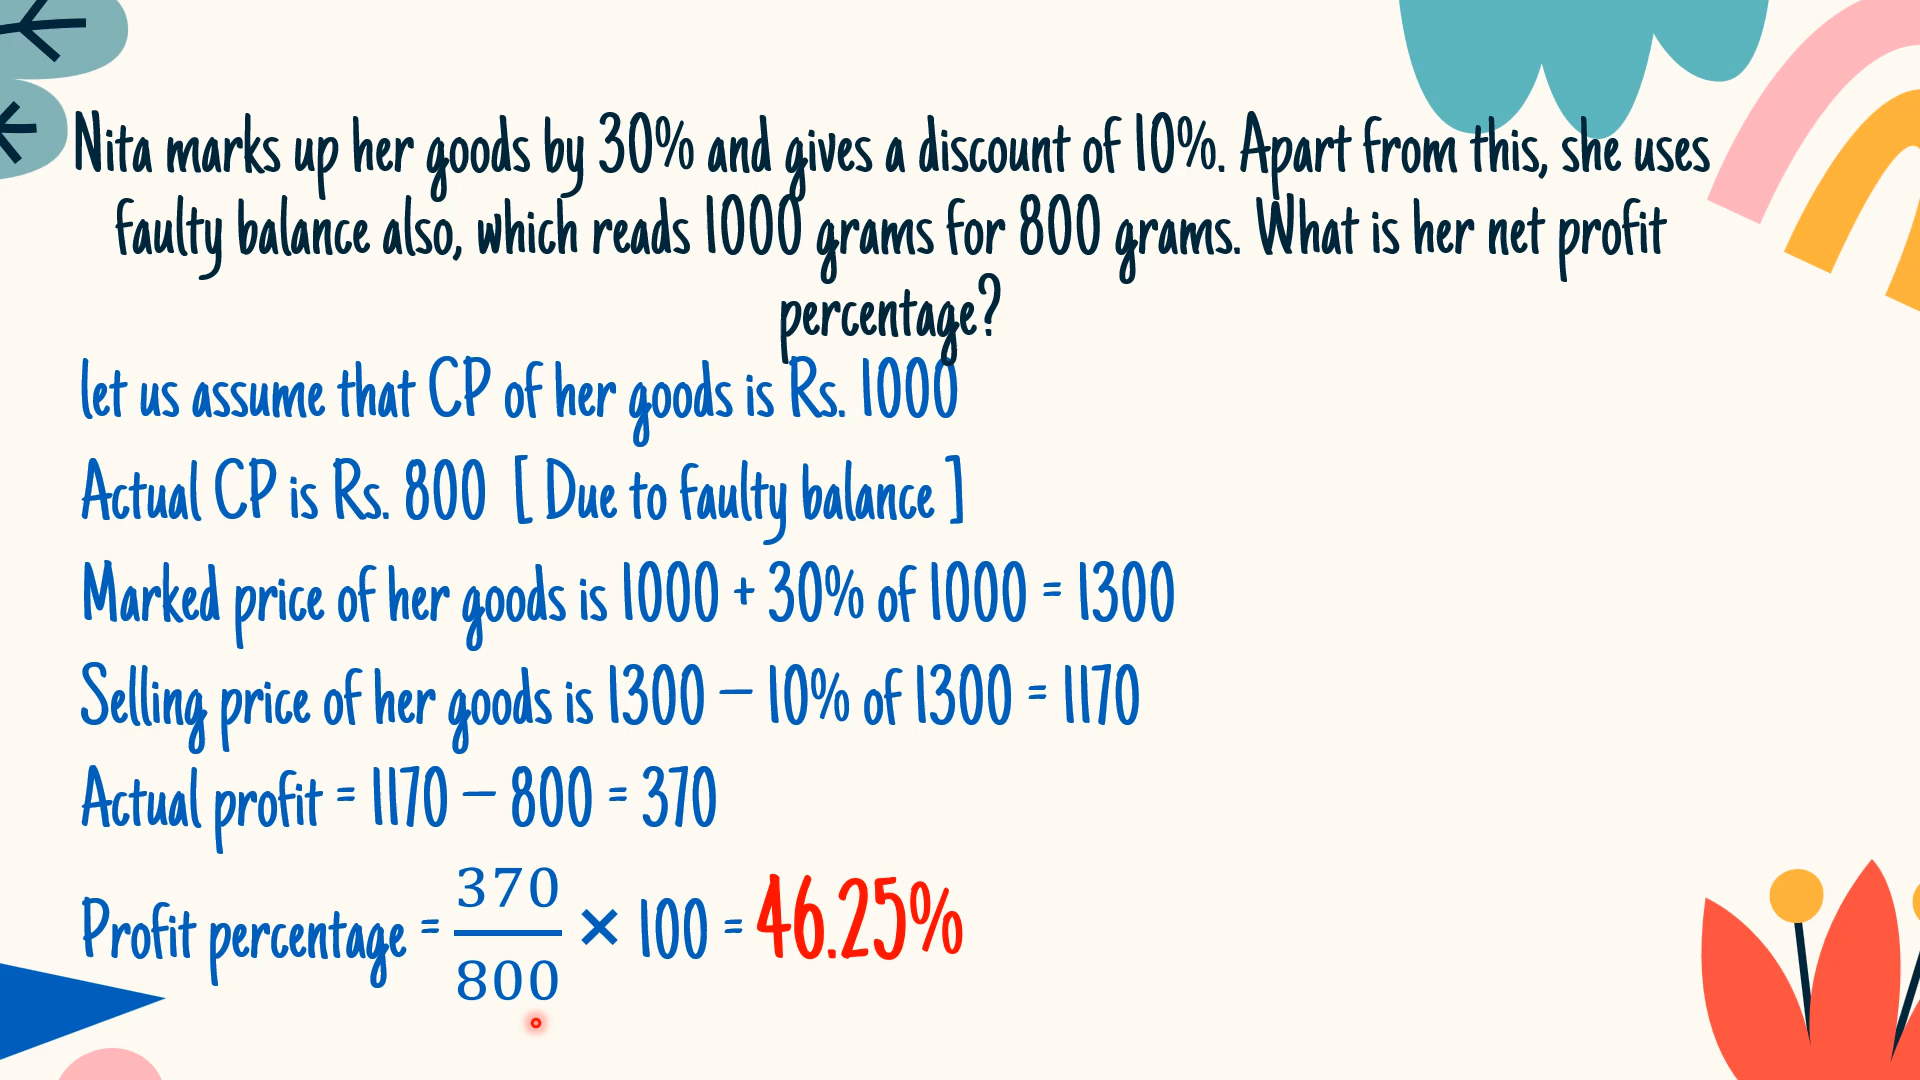 Nita marks up her goods by 30% and gives a discount of 10%. Apart from this, she uses
faulty balance also, which reads 1000 grams for 800 grams. What is her net profit
percentage?
let us assume that CP of her goods is Rs. 1000
Actual CP is Rs. 800 [ Due to faulty balance ]
Marked price of her goods is 1000 + 30% of 1000 = 1300
Selling price of her goods is 1300 – 10% of 1300 = 1170
Actual profit = 1170 – 800 = 370
Profit percentage = 370/800 × 100 = 46.25%